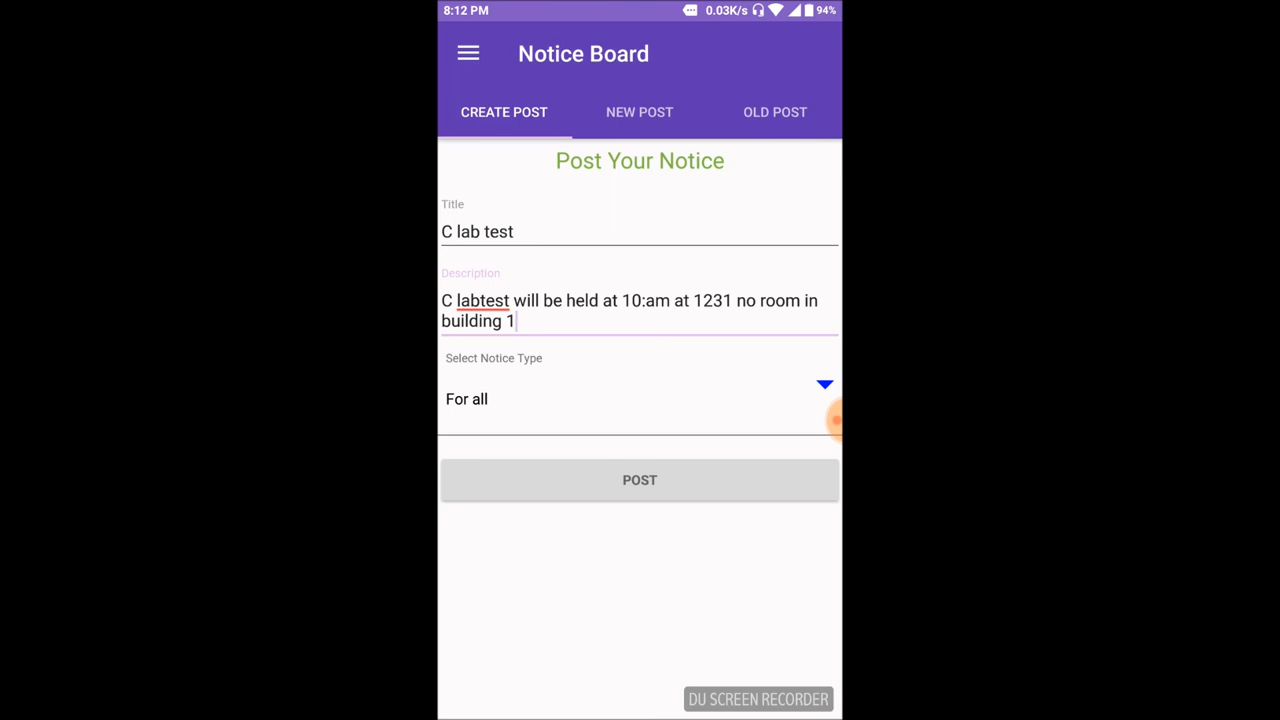 8:12 PM 0.03K/s 94%
Notice Board
CREATE POST NEW POST OLD POST
Post Your Notice
Title
C lab test
Description
C labtest will be held at 10:am at 1231 no room in
building 1
Select Notice Type
For all
POST
DU SCREEN RECORDER